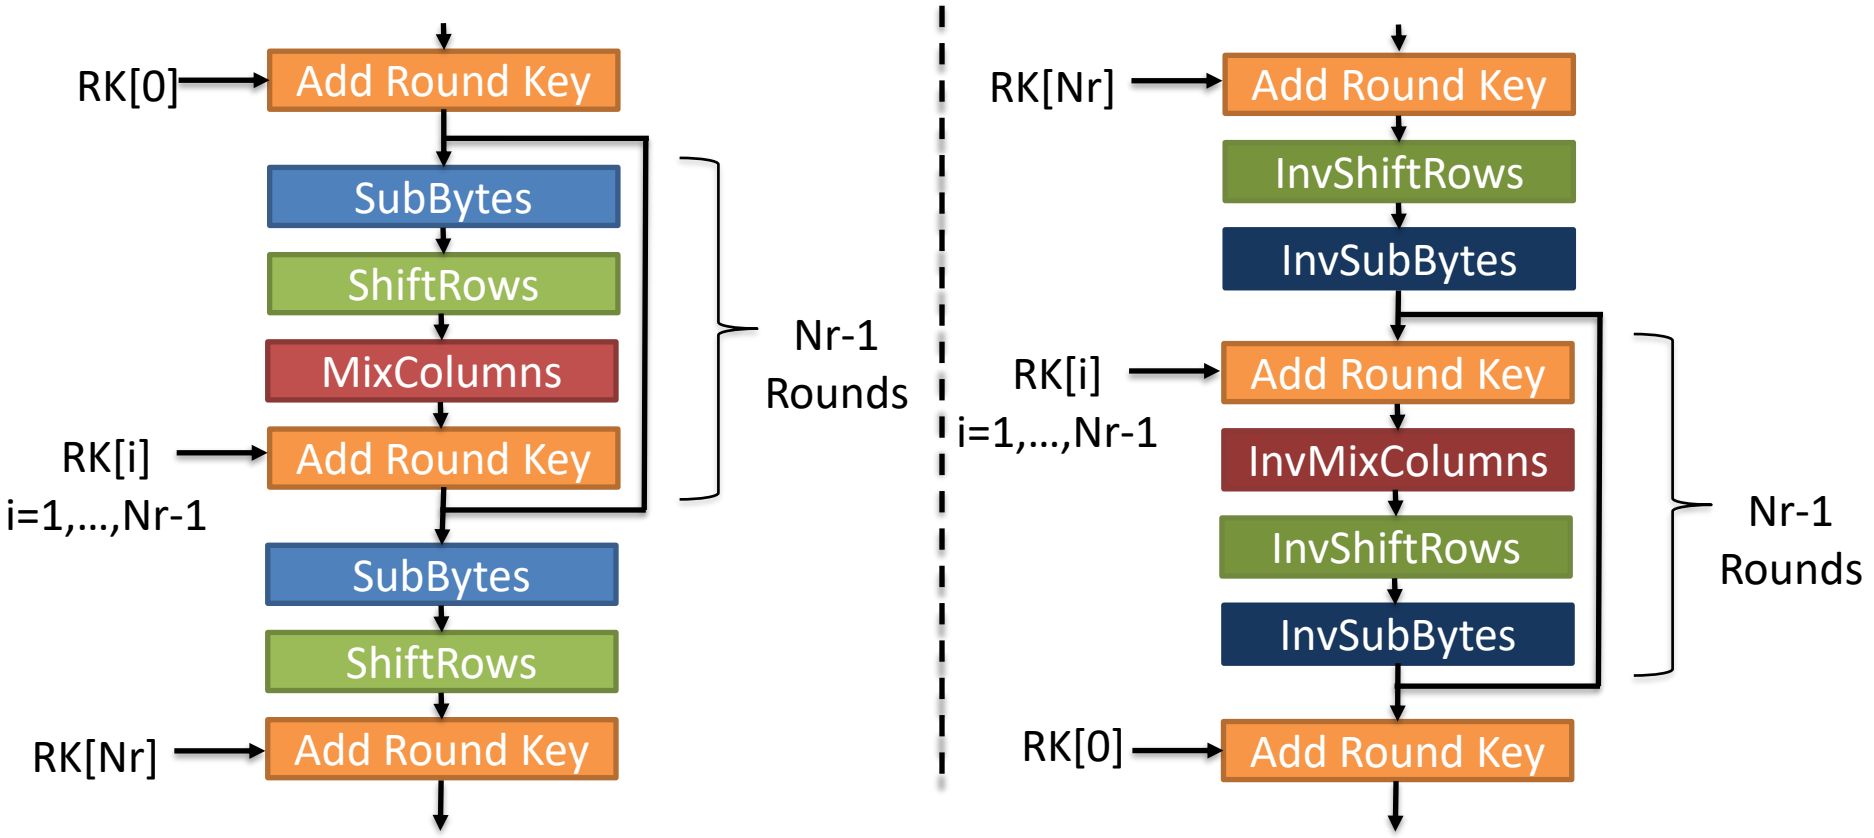 RK[0]
Add Round Key
SubBytes
ShiftRows
MixColumns
RK[i]
Add Round Key
i=1,...,Nr-1
Nr-1
Rounds
SubBytes
ShiftRows
RK[Nr]
Add Round Key
RK[Nr]
Add Round Key
InvShiftRows
InvSubBytes
RK[i]
Add Round Key
i=1,...,Nr-1
InvMixColumns
InvShiftRows
InvSubBytes
Nr-1
Rounds
RK[0]
Add Round Key